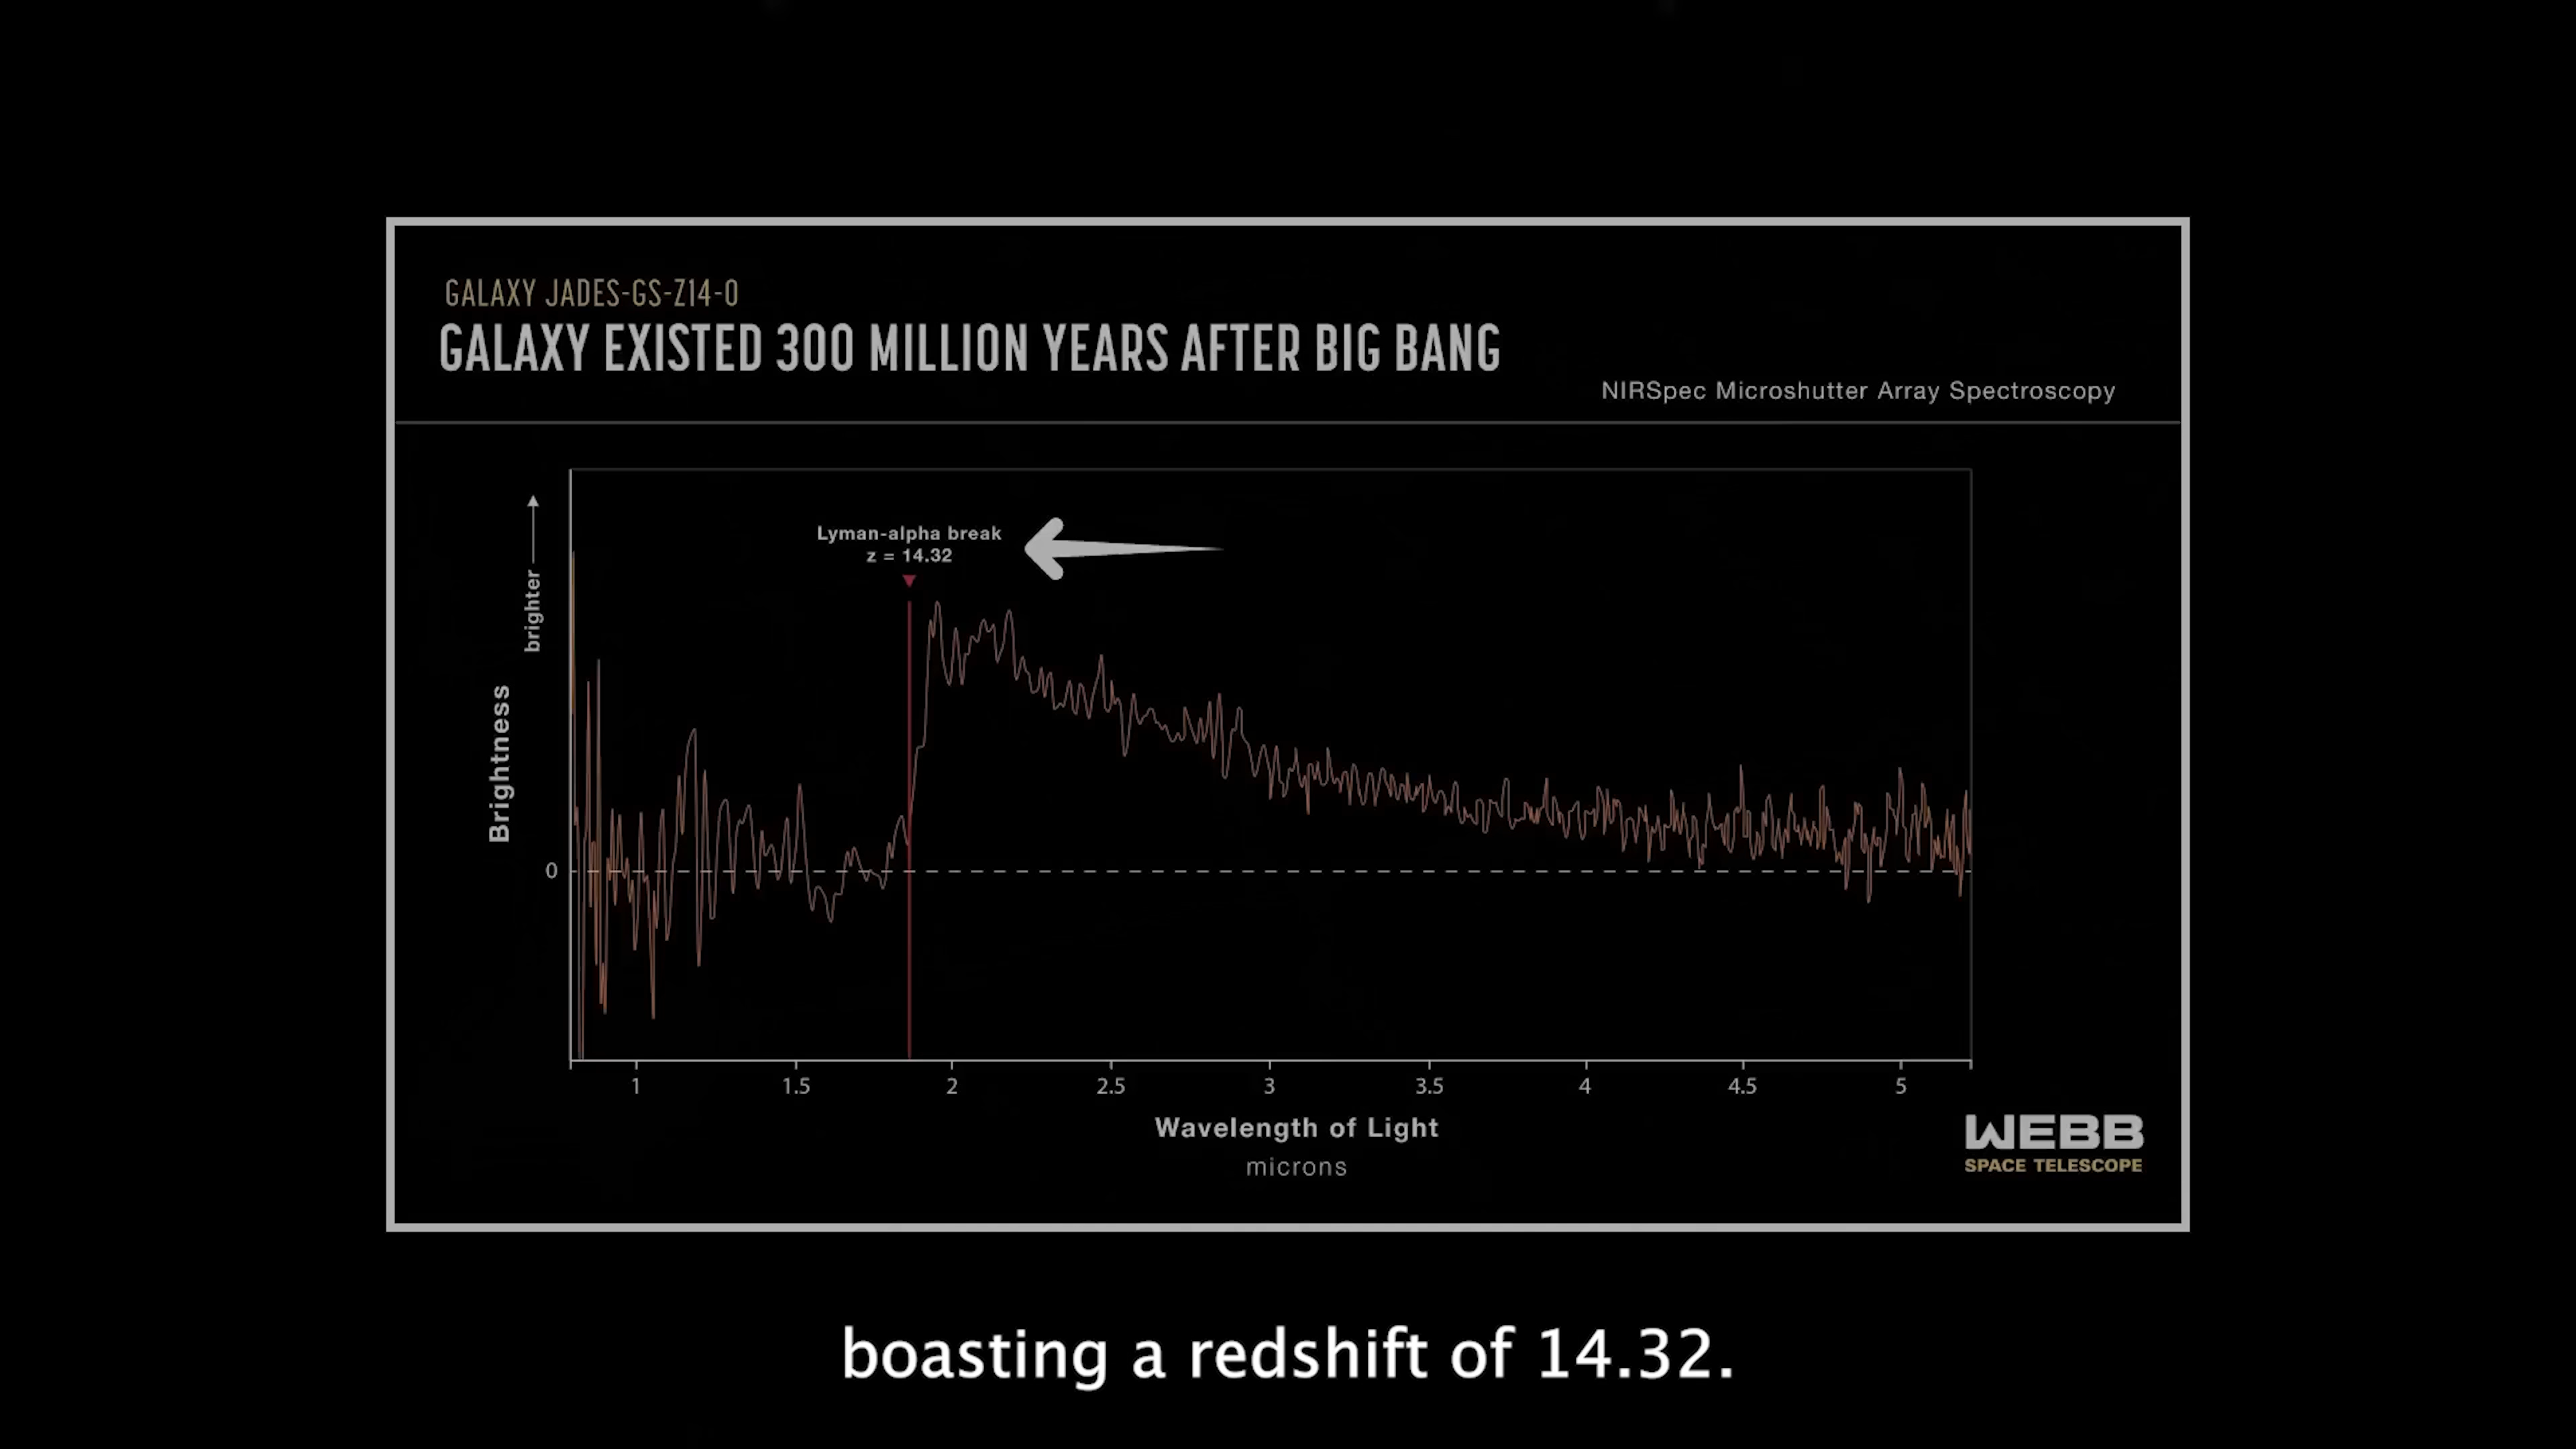 GALAXY JADES-GS-Z14-0
GALAXY EXISTED 300 MILLION YEARS AFTER BIG BANG
NIRSpec Microshutter Array Spectroscopy
Lyman-alpha break
z = 14.32
brighter
Brightness
0
1 1.5 2 2.5 3 3.5 4 4.5 5
Wavelength of Light
microns
WEBB
SPACE TELESCOPE
boasting a redshift of 14.32.